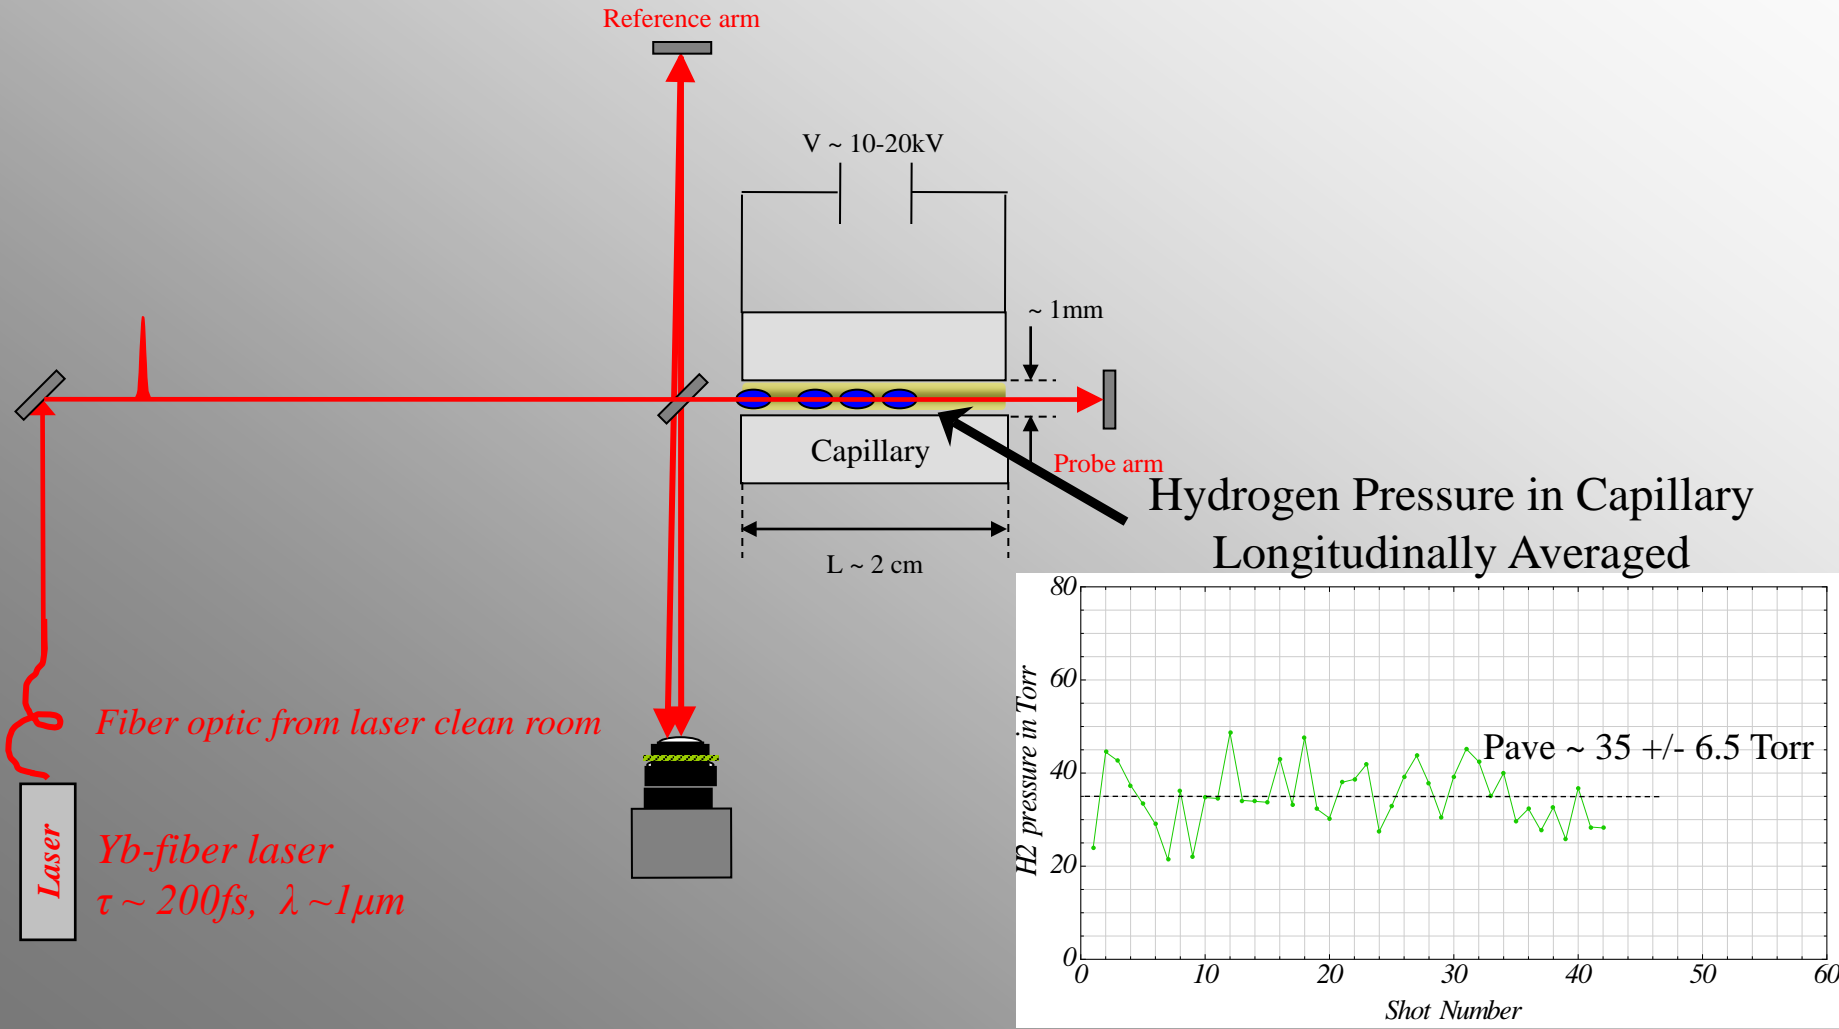 Reference arm
V ~ 10-20kV
~ 1mm
Capillary
Probe arm
L ~ 2 cm
Hydrogen Pressure in Capillary
Longitudinally Averaged
Fiber optic from laser clean room
Laser
Yb-fiber laser
τ ~ 200fs,  λ ~1μm
H2 pressure in Torr
80
60
40
20
0
Pave ~ 35 +/- 6.5 Torr
0 10 20 30 40 50 60
Shot Number